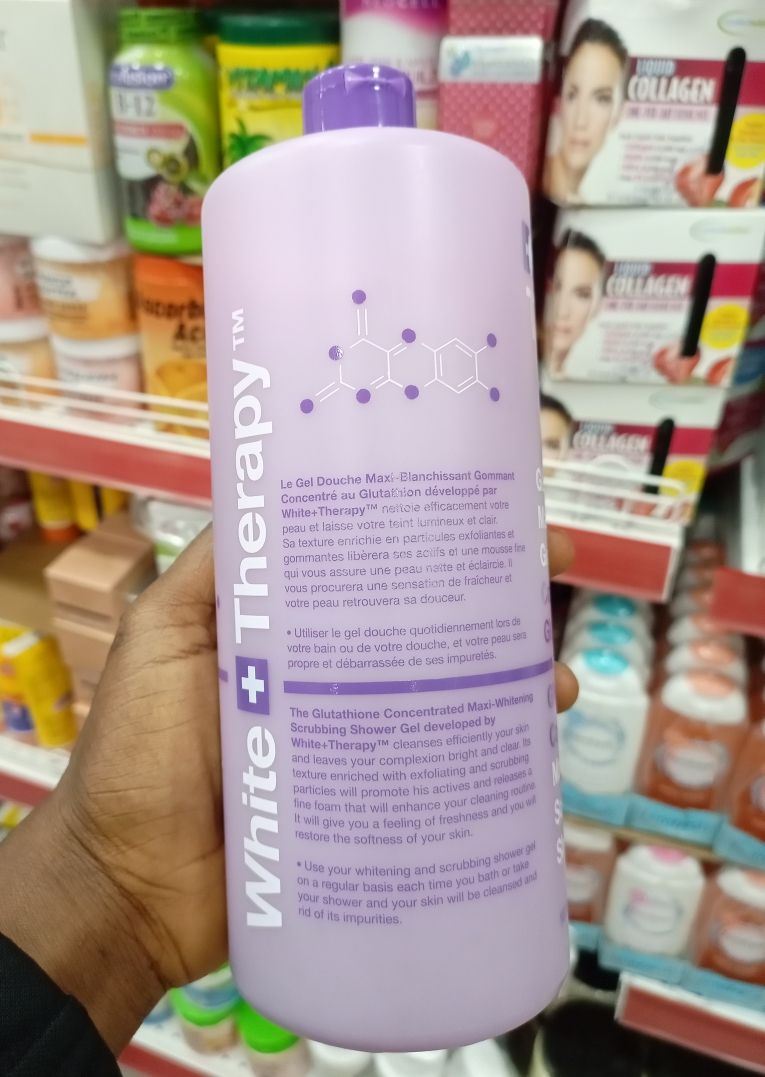 White + Therapy™
Le Gel Douche Maxi-Blanchissant Gommant
Concentré au Glutathion développé par
White+Therapy™ nettoie efficacement votre
peau et laisse votre teint lumineux et clair.
Sa texture enrichie en particules exfoliantes et
gommantes libèrera ses actifs et une mousse fine
qui vous assure une peau nette et éclaircie. Il
vous procurera une sensation de fraîcheur et
votre peau retrouvera sa douceur.
• Utiliser le gel douche quotidiennement lors de
votre bain ou de votre douche, et votre peau sera
propre et débarrassée de ses impuretés.
The Glutathione Concentrated Maxi-Whitening
Scrubbing Shower Gel developed by
White+Therapy™ cleanses efficiently your skin
and leaves your complexion bright and clear. Its
texture enriched with exfoliating and scrubbing
particles will promote his actives and releases a
fine foam that will enhance your cleaning routine.
It will give you a feeling of freshness and you will
restore the softness of your skin.
• Use your whitening and scrubbing shower gel
on a regular basis each time you bath or take
your shower and your skin will be cleansed and
rid of its impurities.
B-12
LIQUID
COLLAGEN
LIQUID
COLLAGEN
COLLAGEN